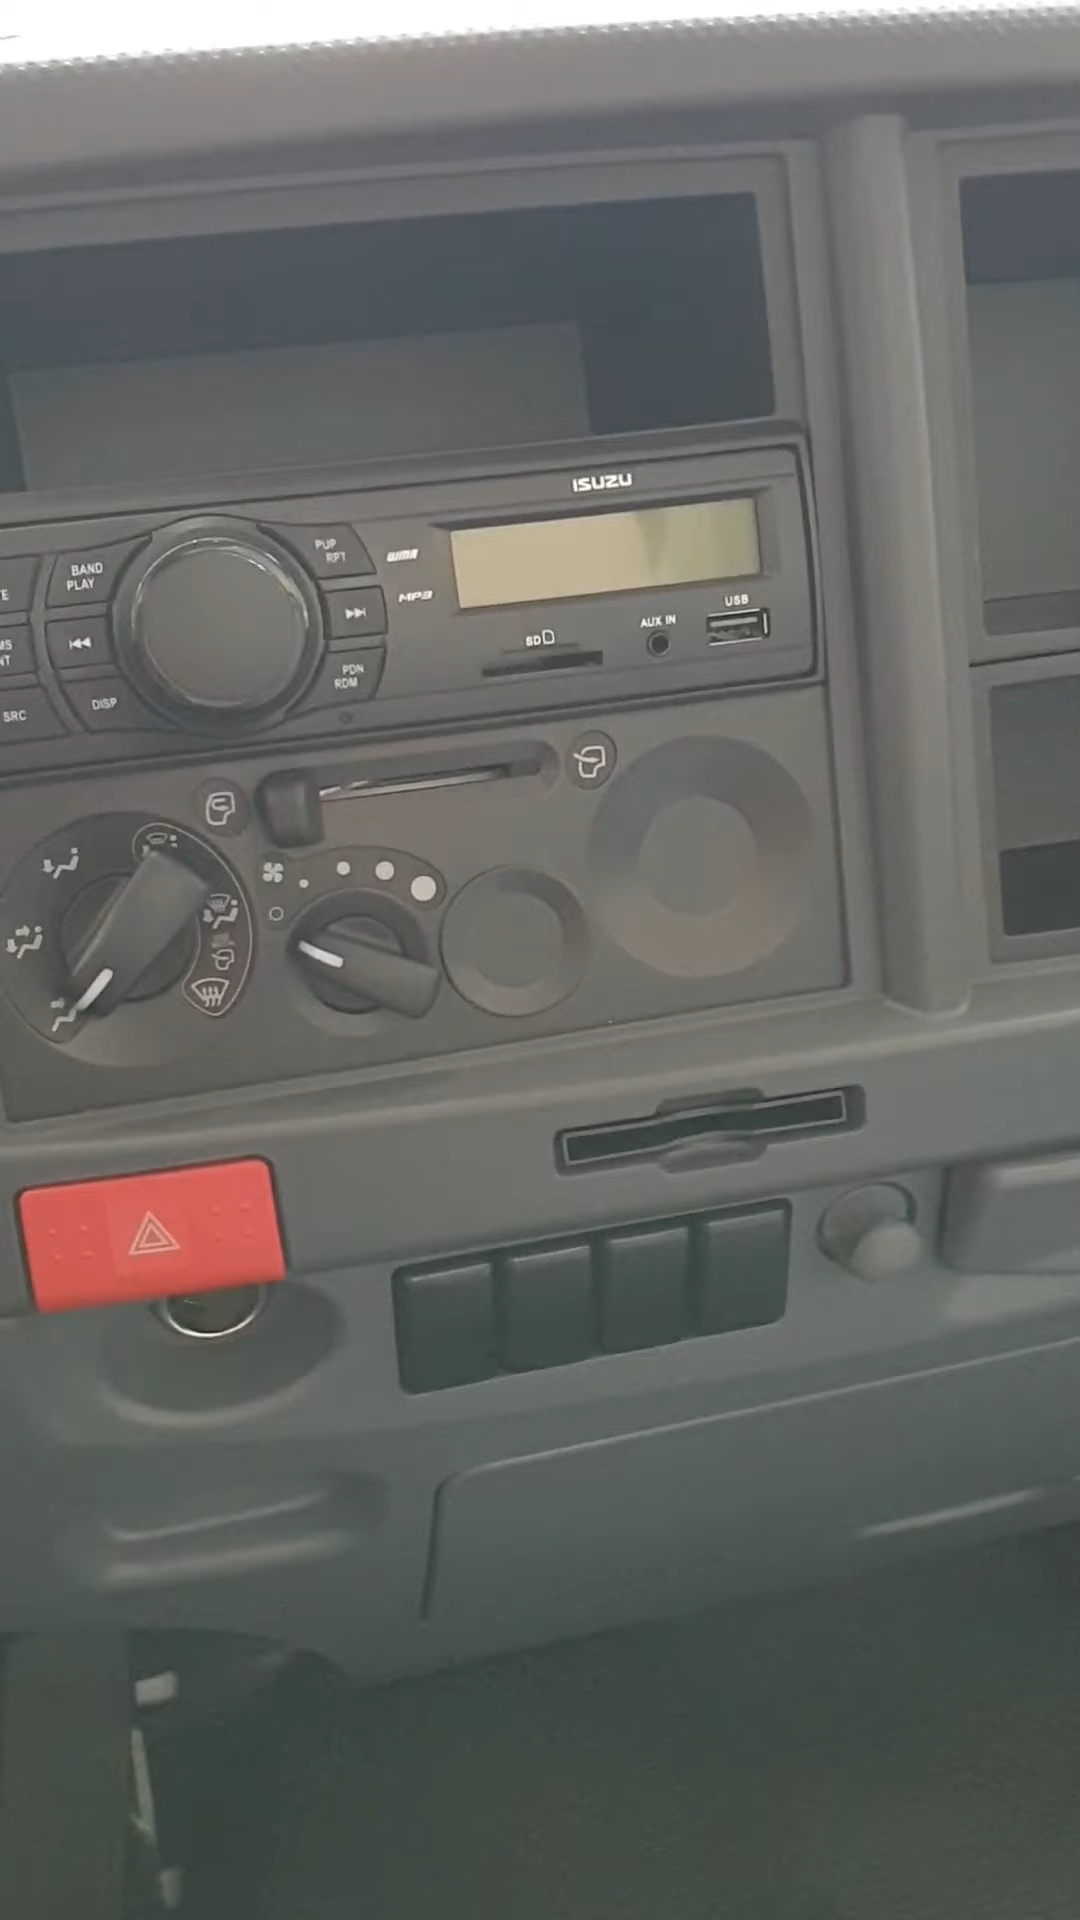 ISUZU
PUP
RPT
WMA
BAND
PLAY
MP3
USB
AUX IN
SD
PDN
RDM
DISP
SRC